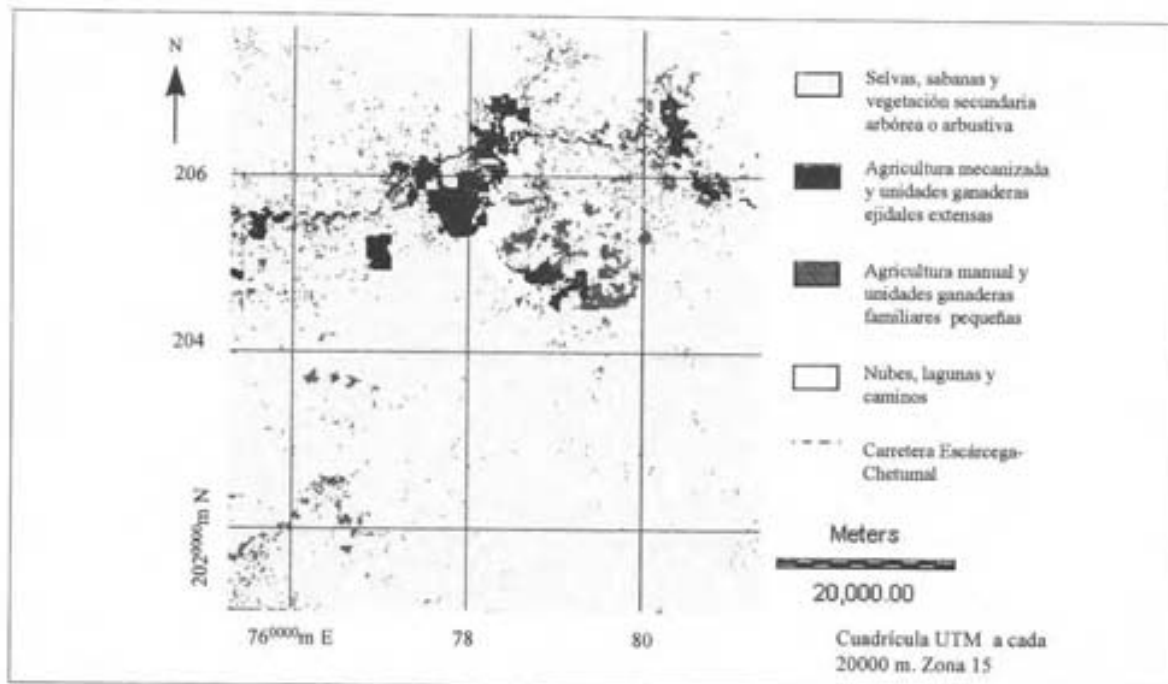 N
206
204
202⁰⁰⁰⁰m N
76⁰⁰⁰⁰m E
78
80
Selvas, sabanas y
vegetación secundaria
arbórea o arbustiva
Agricultura mecanizada
y unidades ganaderas
ejidales extensas
Agricultura manual y
unidades ganaderas
familiares pequeñas
Nubes, lagunas y
caminos
Carretera Escárcega-
Chetumal
Meters
20,000.00
Cuadrícula UTM a cada
20000 m. Zona 15